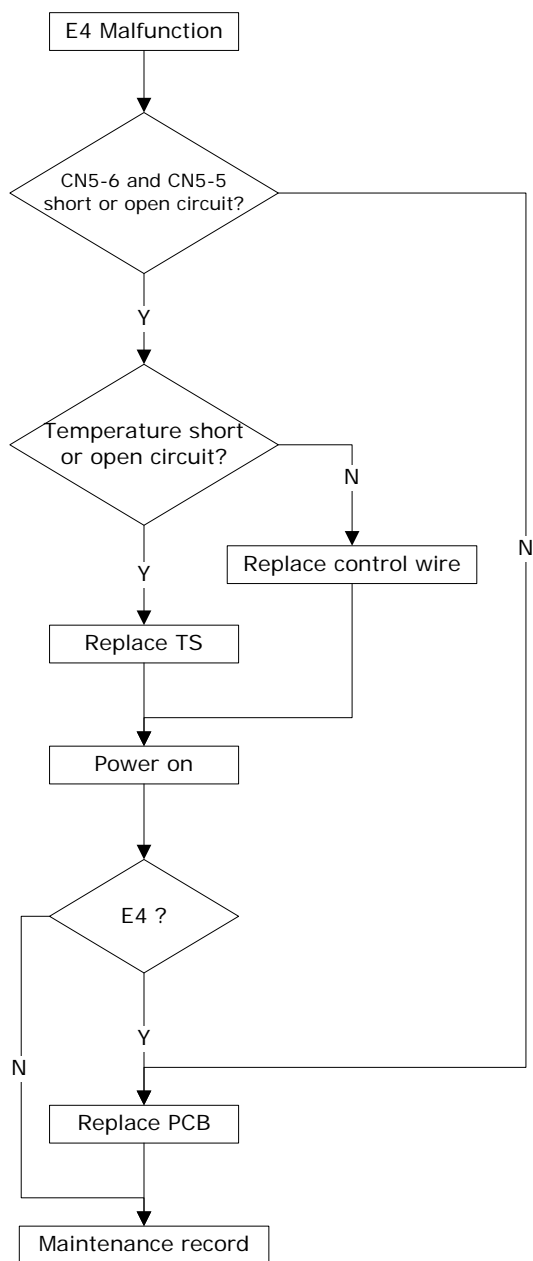 E4 Malfunction
CN5-6 and CN5-5
short or open circuit?
Y
Temperature short
or open circuit?
N
N
Y
Replace control wire
Replace TS
Power on
E4 ?
Y
N
Replace PCB
Maintenance record